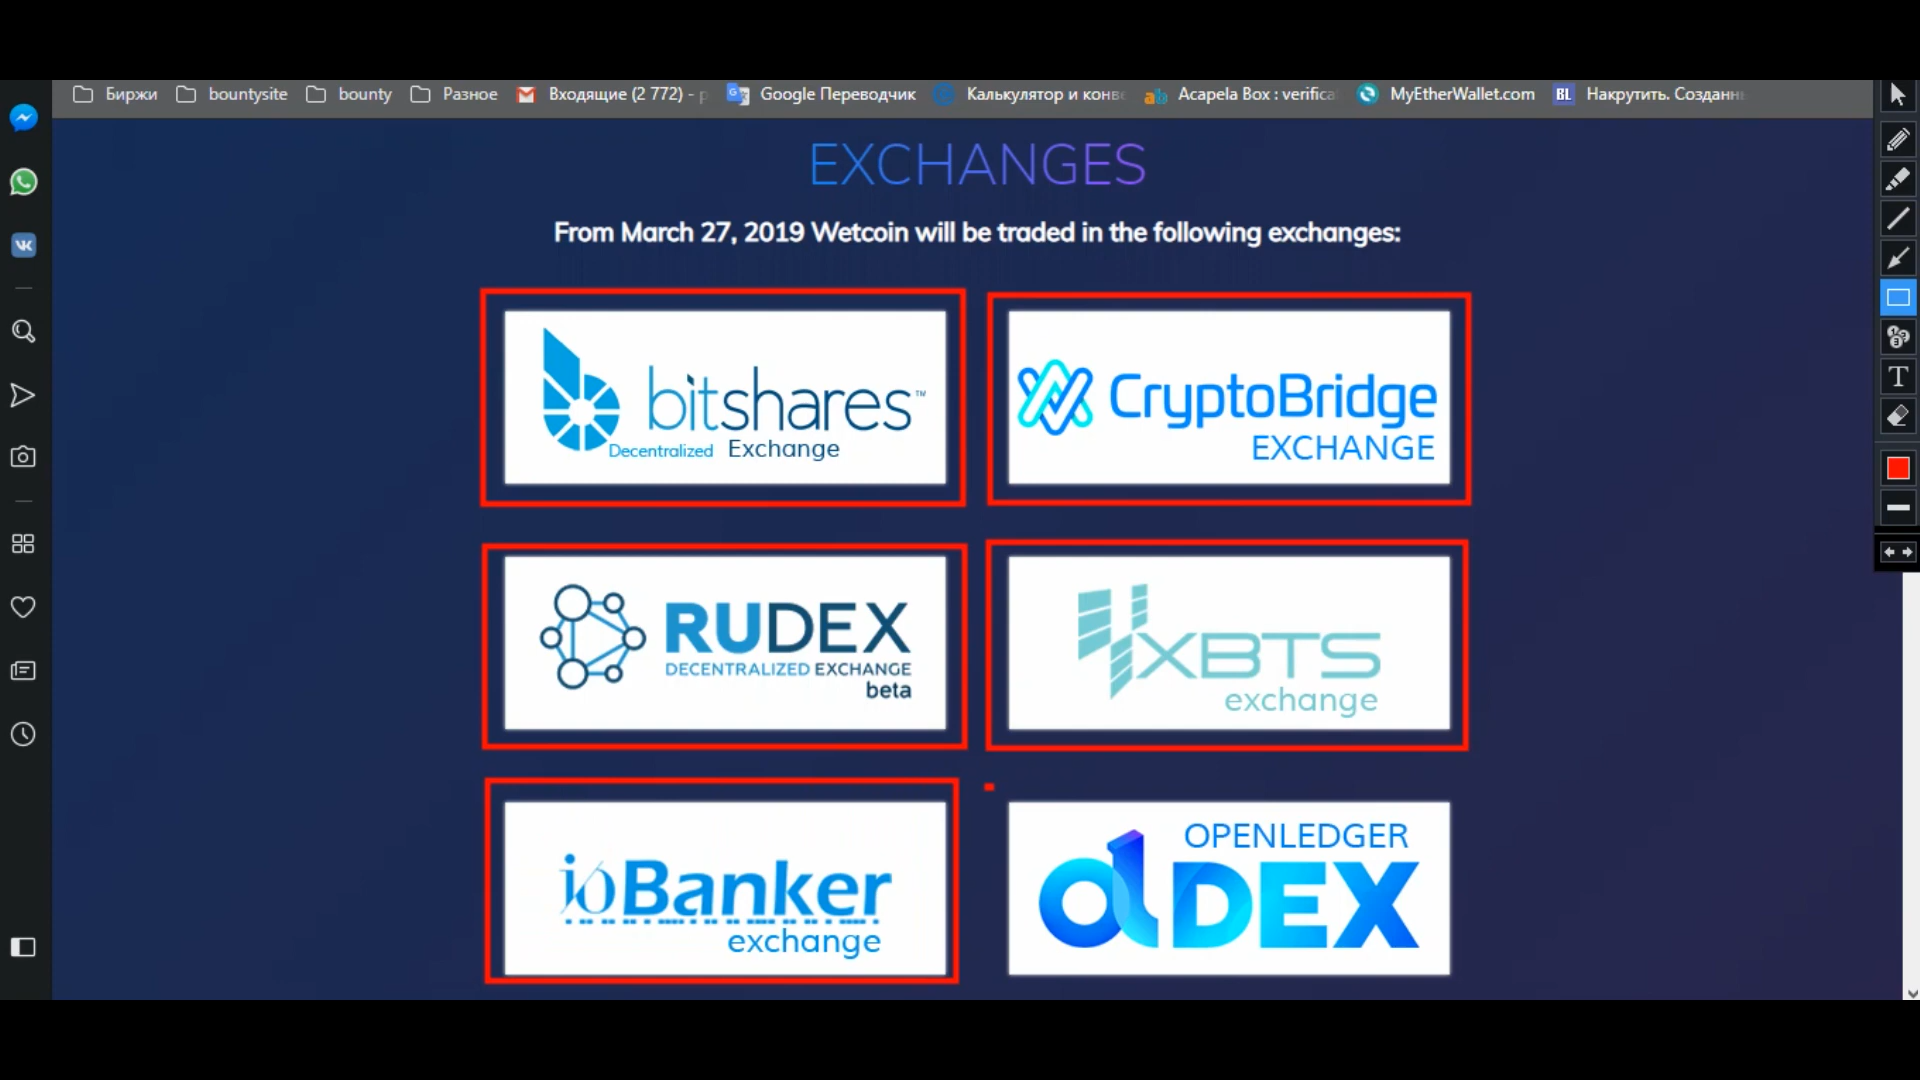 Биржи bountysite bounty Разное Входящие (2 772) - Google Переводчик Калькулятор и конве Acapela Box : verifica MyEtherWallet.com BL Накрутить. Создан
EXCHANGES
From March 27, 2019 Wetcoin will be traded in the following exchanges:
bitshares™
Decentralized Exchange
CryptoBridge
EXCHANGE
RUDEX
DECENTRALIZED EXCHANGE
beta
XBTS
exchange
ioBanker
exchange
OPENLEDGER
DEX